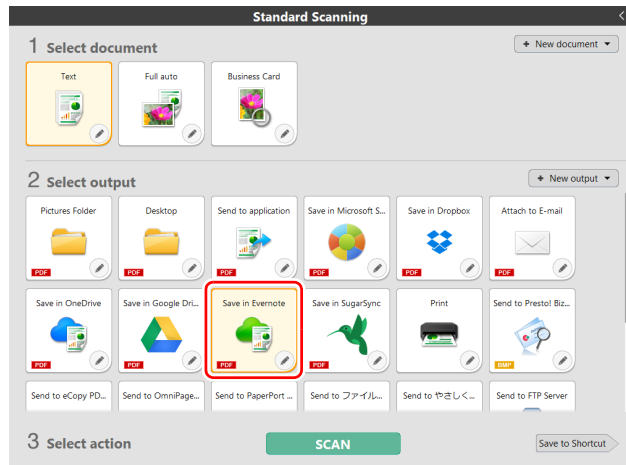 Standard Scanning
1 Select document
+ New document
Text
Full auto
Business Card
2 Select output
+ New output
Pictures Folder
Desktop
Send to application
Save in Microsoft S...
Save in Dropbox
Attach to E-mail
PDF
PDF
PDF
PDF
PDF
PDF
Save in OneDrive
Save in Google Dri...
Save in Evernote
Save in SugarSync
Print
Send to Presto! Biz...
PDF
PDF
PDF
PDF
BMP
Send to eCopy PD...
Send to OmniPage...
Send to PaperPort ...
Send to ファイル...
Send to やさしく...
Send to FTP Server
3 Select action
SCAN
Save to Shortcut